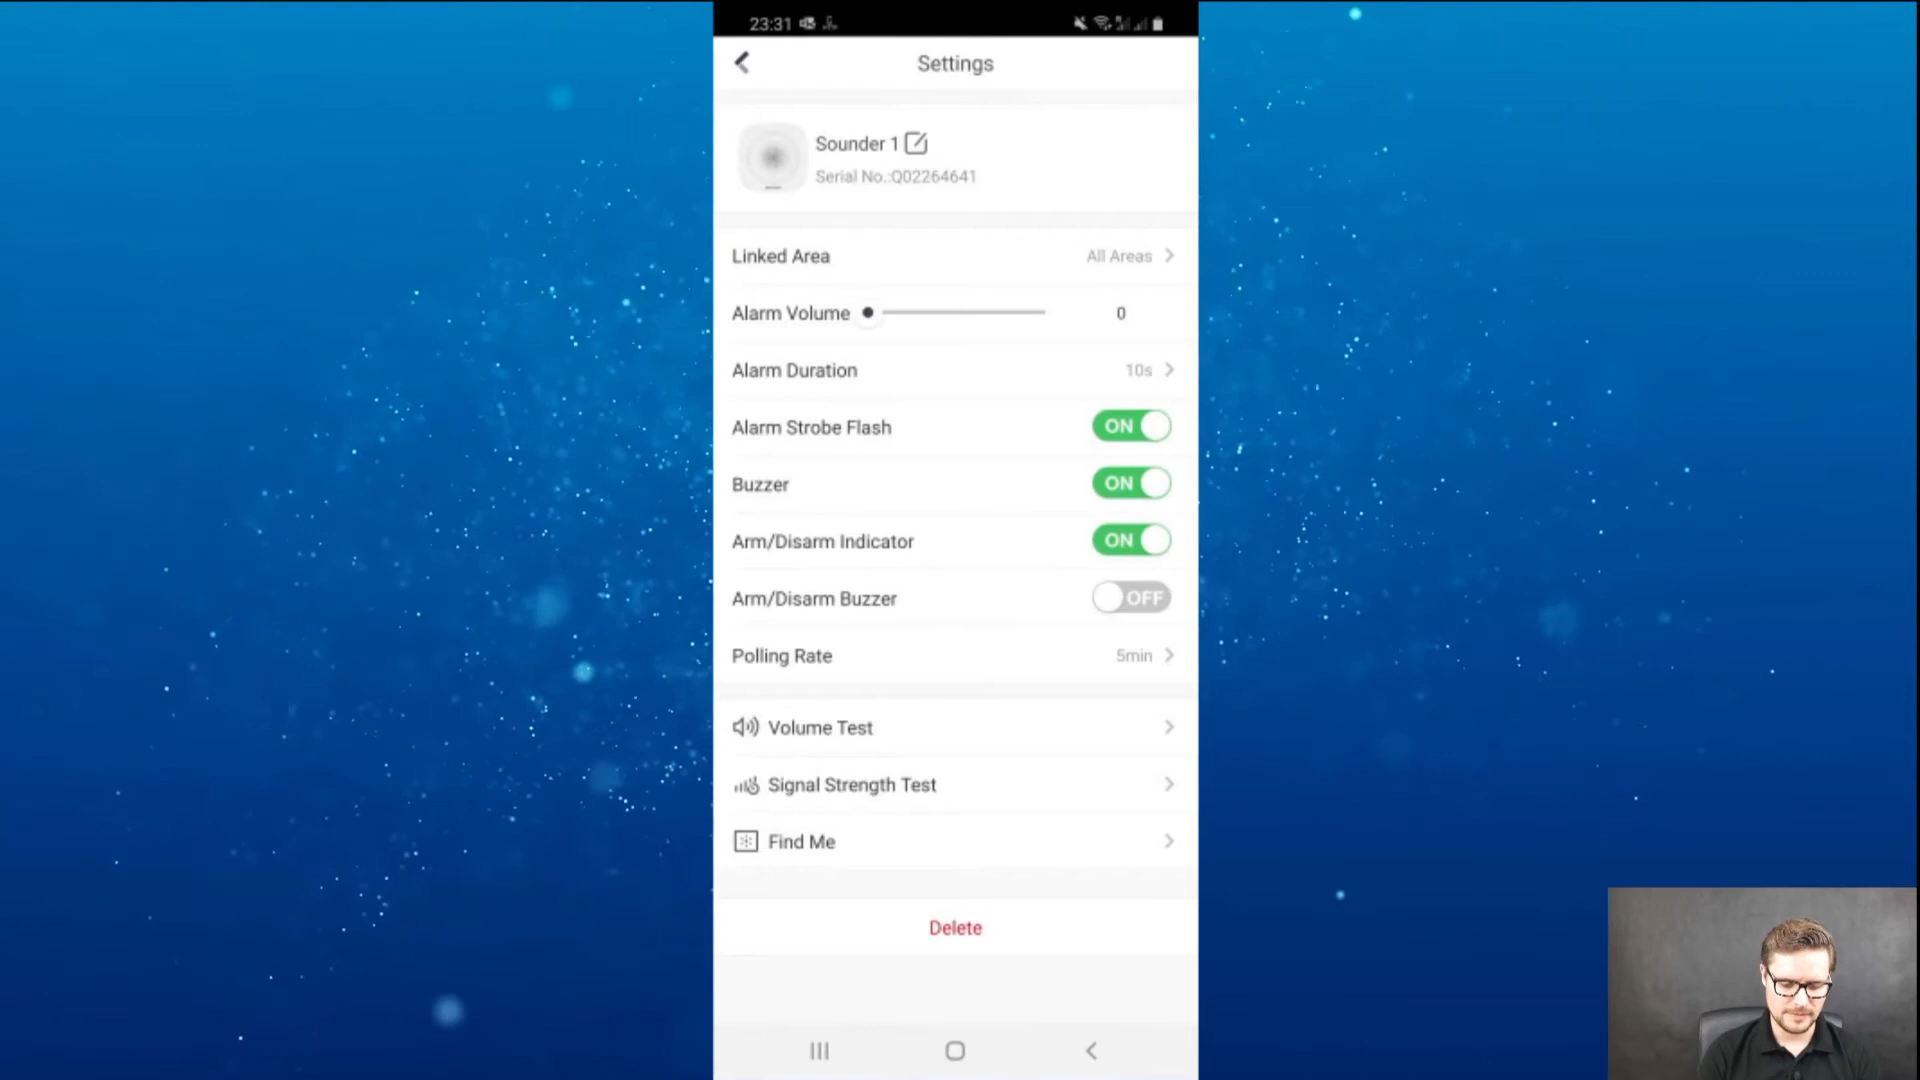 23:31
Settings
Sounder 1
Serial No.:Q02264641
Linked Area All Areas
Alarm Volume 0
Alarm Duration 10s
Alarm Strobe Flash ON
Buzzer ON
Arm/Disarm Indicator ON
Arm/Disarm Buzzer OFF
Polling Rate 5min
Volume Test
Signal Strength Test
Find Me
Delete